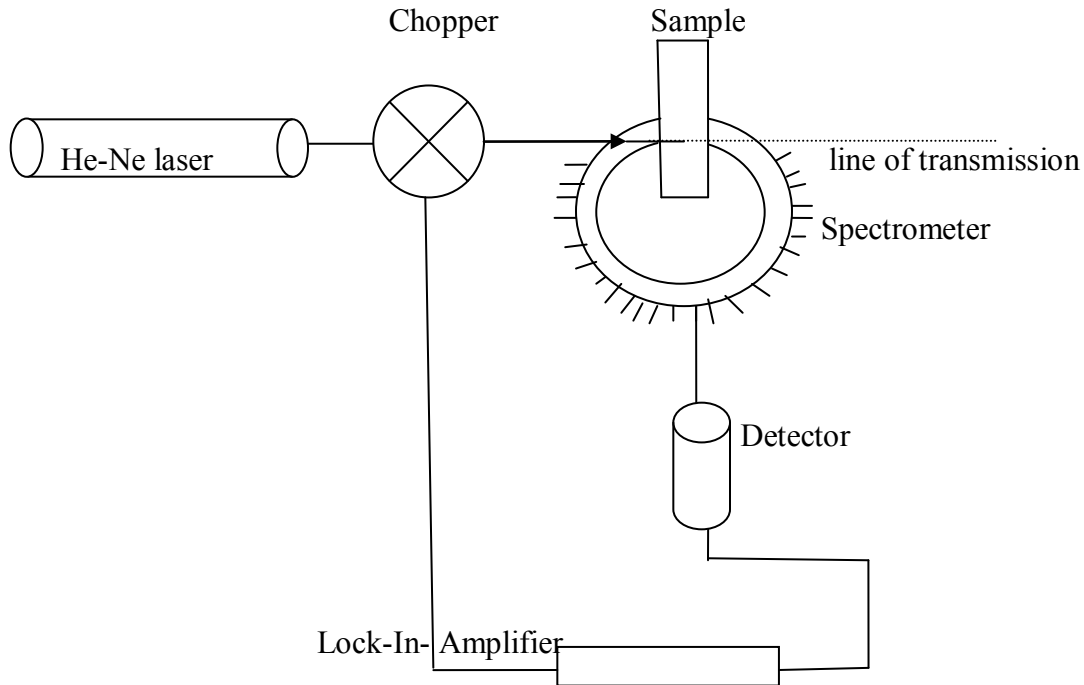 Chopper
Sample
He-Ne laser
line of transmission
Spectrometer
Detector
Lock-In- Amplifier